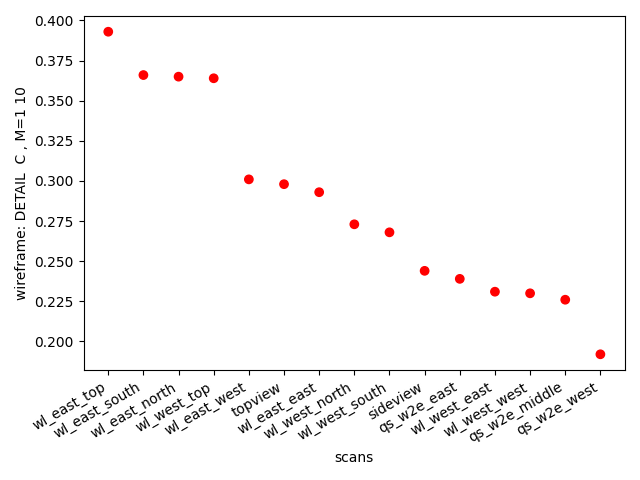 0.400
0.375
0.350
0.325
0.300
0.275
0.250
0.225
0.200
wireframe: DETAIL  C , M=1 10
wl_east_top
wl_east_south
wl_east_north
wl_west_top
wl_east_west
topview
wl_east_east
wl_west_north
wl_west_south
sideview
qs_w2e_east
wl_west_east
wl_west_west
qs_w2e_middle
qs_w2e_west
scans